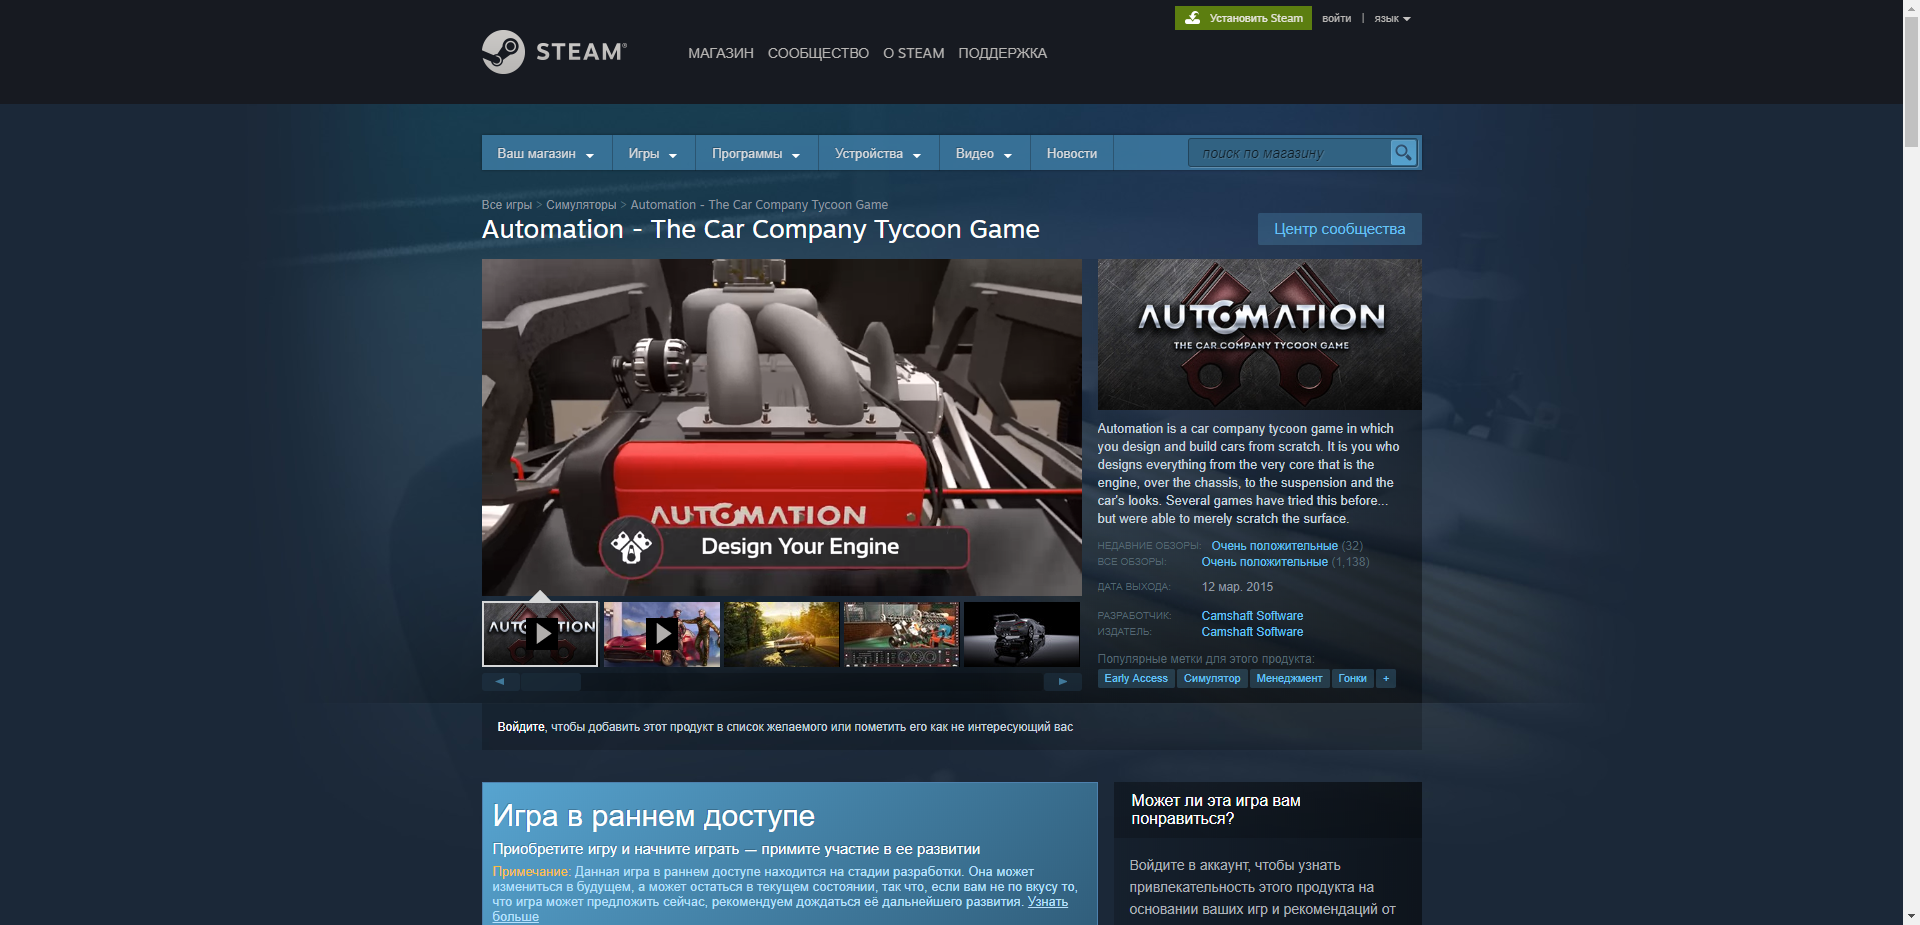 Установить Steam
войти | язык
STEAM®
МАГАЗИН СООБЩЕСТВО О STEAM ПОДДЕРЖКА
Ваш магазин Игры Программы Устройства Видео Новости поиск по магазину
Все игры > Симуляторы > Automation - The Car Company Tycoon Game
Automation - The Car Company Tycoon Game
Центр сообщества
AUTOMATION
Design Your Engine
AUTOMATION
AUTOMATION
THE CAR COMPANY TYCOON GAME
Automation is a car company tycoon game in which
you design and build cars from scratch. It is you who
designs everything from the very core that is the
engine, over the chassis, to the suspension and the
car's looks. Several games have tried this before...
but were able to merely scratch the surface.
НЕДАВНИЕ ОБЗОРЫ: Очень положительные (32)
ВСЕ ОБЗОРЫ: Очень положительные (1,138)
ДАТА ВЫХОДА: 12 мар. 2015
РАЗРАБОТЧИК: Camshaft Software
ИЗДАТЕЛЬ: Camshaft Software
Популярные метки для этого продукта:
Early Access Симулятор Менеджмент Гонки +
Войдите, чтобы добавить этот продукт в список желаемого или пометить его как не интересующий вас
Игра в раннем доступе
Приобретите игру и начните играть — примите участие в ее развитии
Примечание: Данная игра в раннем доступе находится на стадии разработки. Она может
измениться в будущем, а может остаться в текущем состоянии, так что, если вам не по вкусу то,
что игра может предложить сейчас, рекомендуем дождаться её дальнейшего развития. Узнать
больше
Может ли эта игра вам
понравиться?
Войдите в аккаунт, чтобы узнать
привлекательность этого продукта на
основании ваших игр и рекомендаций от